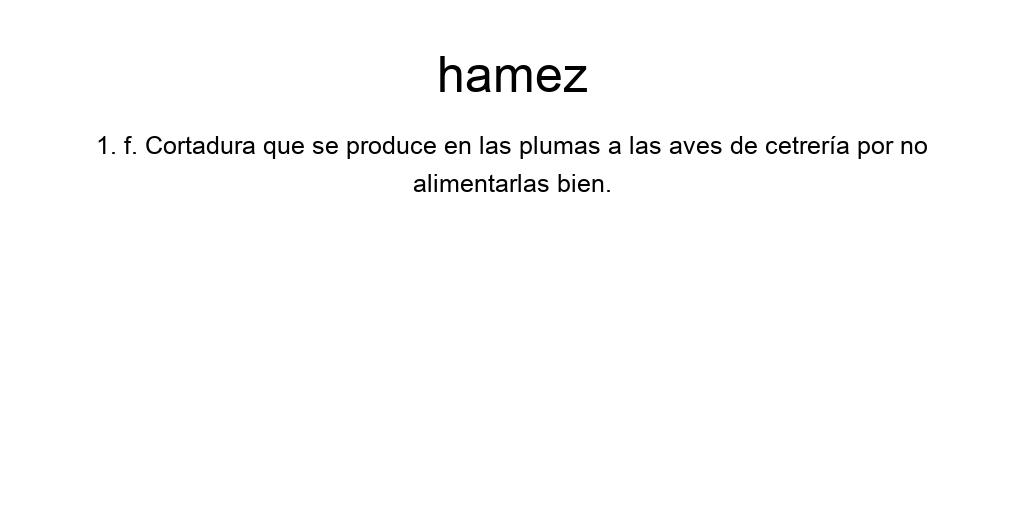 hamez
1. f. Cortadura que se produce en las plumas a las aves de cetrería por no
alimentarlas bien.